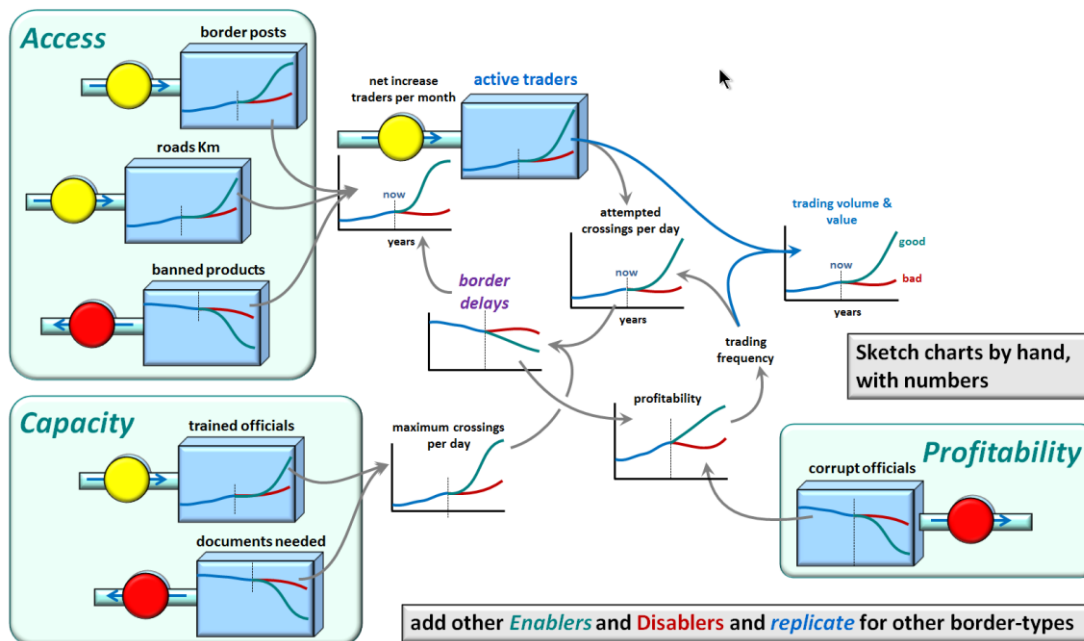 Access
border posts
roads Km
banned products
net increase
traders per month
active traders
now
years
attempted
crossings per day
now
years
trading volume &
value
good
now
bad
years
border
delays
trading
frequency
Sketch charts by hand,
with numbers
profitability
Capacity
trained officials
documents needed
maximum crossings
per day
Profitability
corrupt officials
add other Enablers and Disablers and replicate for other border-types